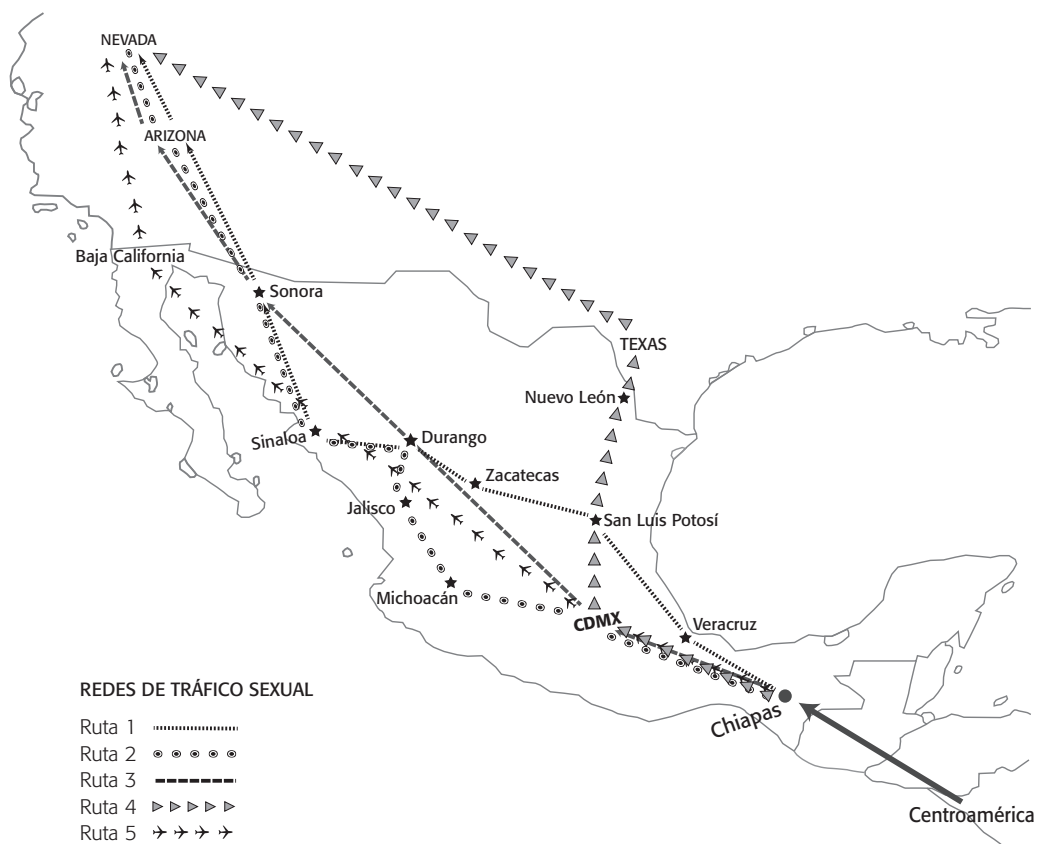 NEVADA
ARIZONA
Baja California
Sonora
TEXAS
Nuevo León
Sinaloa
Durango
Zacatecas
Jalisco
San Luis Potosí
Michoacán
CDMX
Veracruz
Chiapas
Centroamérica
REDES DE TRÁFICO SEXUAL
Ruta 1
Ruta 2
Ruta 3
Ruta 4
Ruta 5